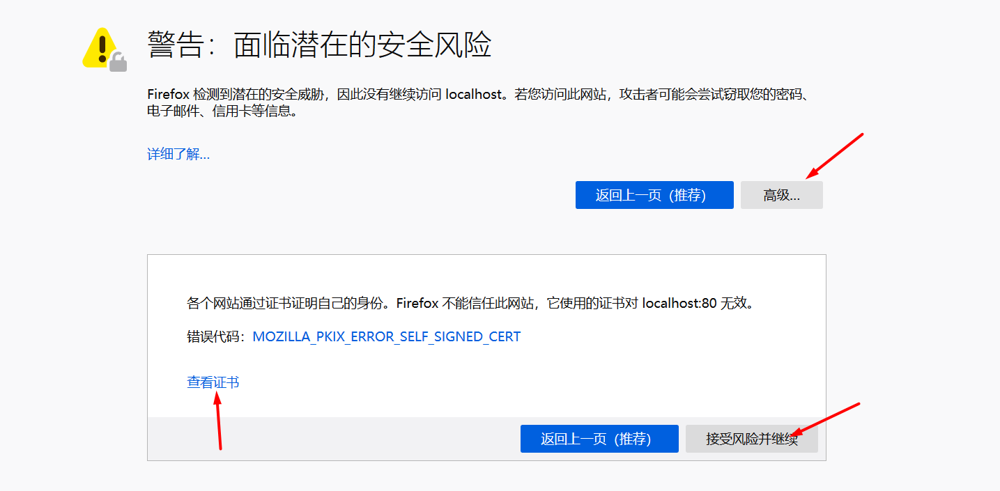 警告：面临潜在的安全风险
Firefox 检测到潜在的安全威胁，因此没有继续访问 localhost。若您访问此网站，攻击者可能会尝试窃取您的密码、
电子邮件、信用卡等信息。
详细了解...
返回上一页（推荐）
高级...
各个网站通过证书证明自己的身份。Firefox 不能信任此网站，它使用的证书对 localhost:80 无效。
错误代码：MOZILLA_PKIX_ERROR_SELF_SIGNED_CERT
查看证书
返回上一页（推荐）
接受风险并继续